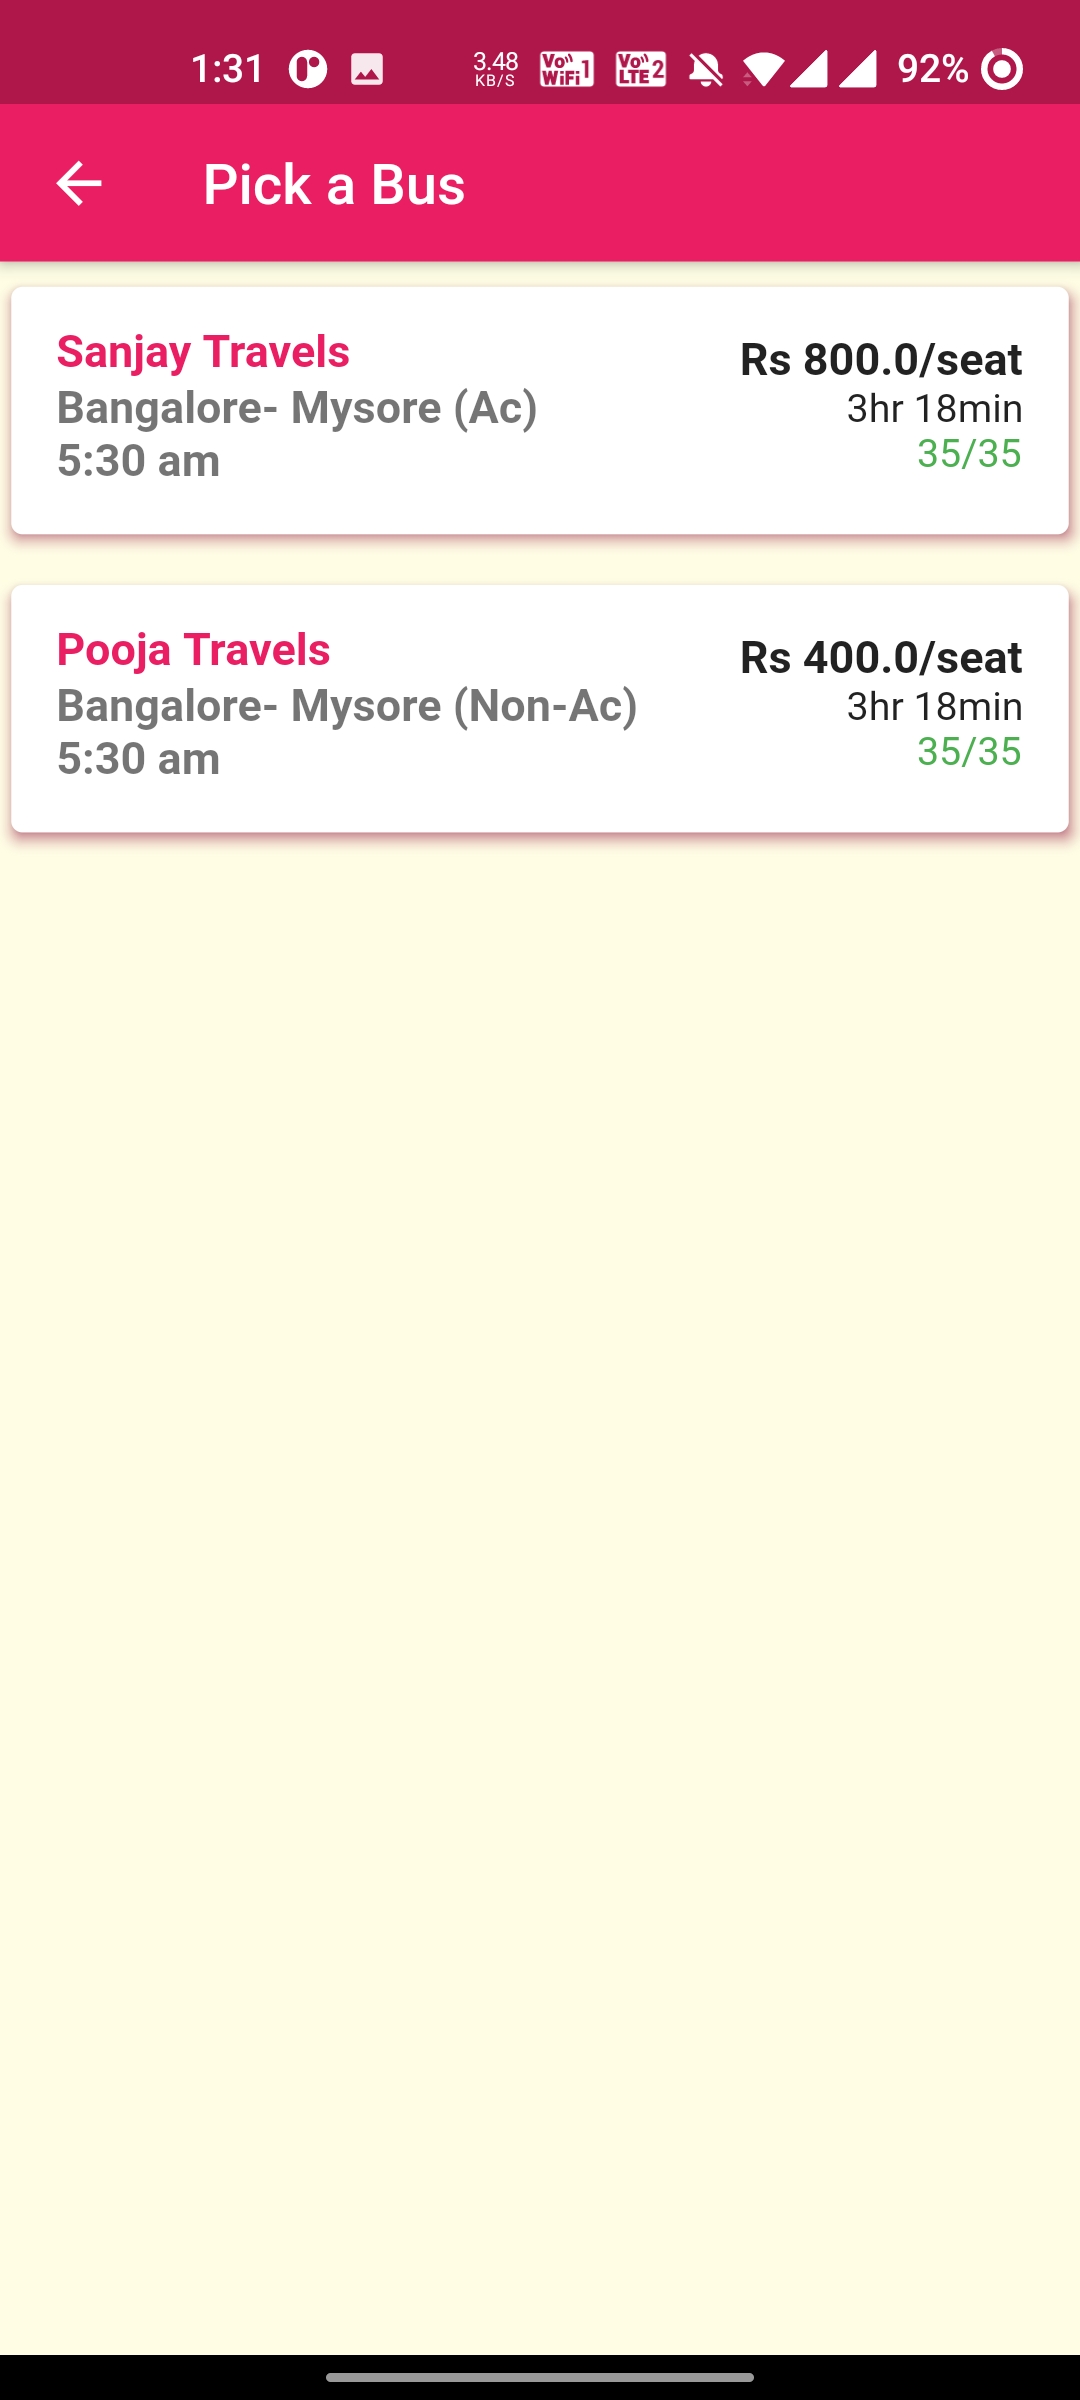 1:31
3.48
KB/S
Vo WiFi 1
Vo LTE 2
92%
Pick a Bus
Sanjay Travels
Rs 800.0/seat
Bangalore- Mysore (Ac)
3hr 18min
5:30 am
35/35
Pooja Travels
Rs 400.0/seat
Bangalore- Mysore (Non-Ac)
3hr 18min
5:30 am
35/35